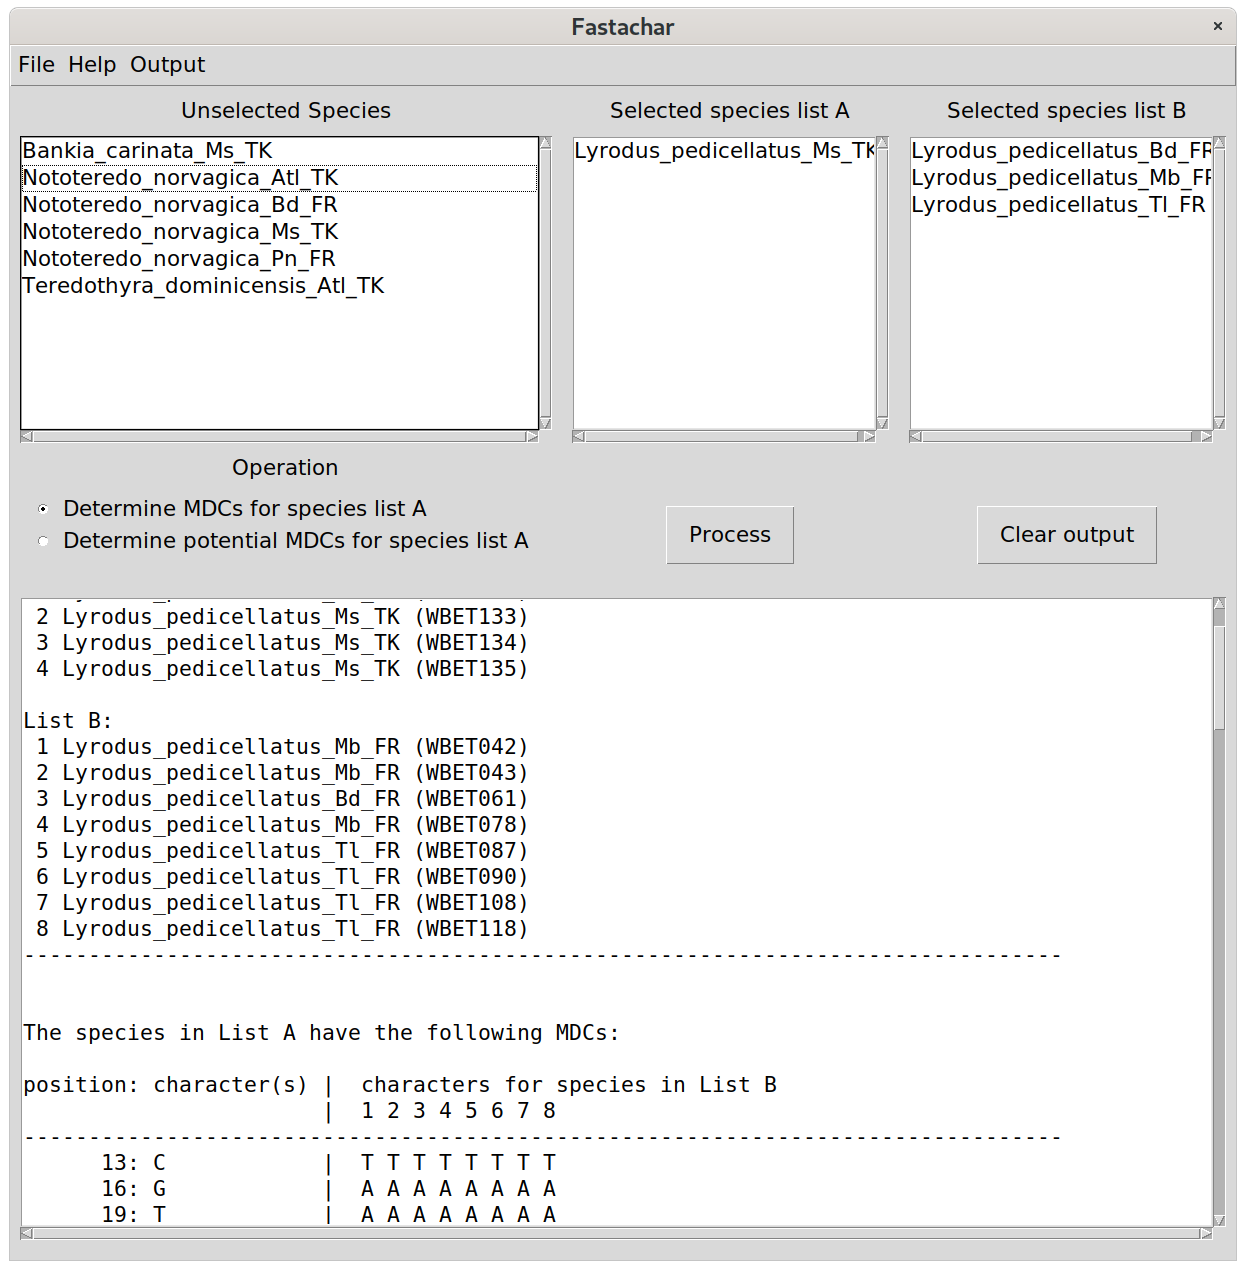 Fastachar
×
File Help Output
Unselected Species
Bankia_carinata_Ms_TK
Nototeredo_norvagica_Atl_TK
Nototeredo_norvagica_Bd_FR
Nototeredo_norvagica_Ms_TK
Nototeredo_norvagica_Pn_FR
Teredothyra_dominicensis_Atl_TK
Selected species list A
Lyrodus_pedicellatus_Ms_TK
Selected species list B
Lyrodus_pedicellatus_Bd_FR
Lyrodus_pedicellatus_Mb_FR
Lyrodus_pedicellatus_Tl_FR
Operation
Determine MDCs for species list A
Determine potential MDCs for species list A
Process
Clear output
2 Lyrodus_pedicellatus_Ms_TK (WBET133)
3 Lyrodus_pedicellatus_Ms_TK (WBET134)
4 Lyrodus_pedicellatus_Ms_TK (WBET135)
List B:
1 Lyrodus_pedicellatus_Mb_FR (WBET042)
2 Lyrodus_pedicellatus_Mb_FR (WBET043)
3 Lyrodus_pedicellatus_Bd_FR (WBET061)
4 Lyrodus_pedicellatus_Mb_FR (WBET078)
5 Lyrodus_pedicellatus_Tl_FR (WBET087)
6 Lyrodus_pedicellatus_Tl_FR (WBET090)
7 Lyrodus_pedicellatus_Tl_FR (WBET108)
8 Lyrodus_pedicellatus_Tl_FR (WBET118)
--------------------------------------------------------------------------------
The species in List A have the following MDCs:
position: character(s) | characters for species in List B
| 1 2 3 4 5 6 7 8
--------------------------------------------------------------------------------
13: C | T T T T T T T T
16: G | A A A A A A A A
19: T | A A A A A A A A